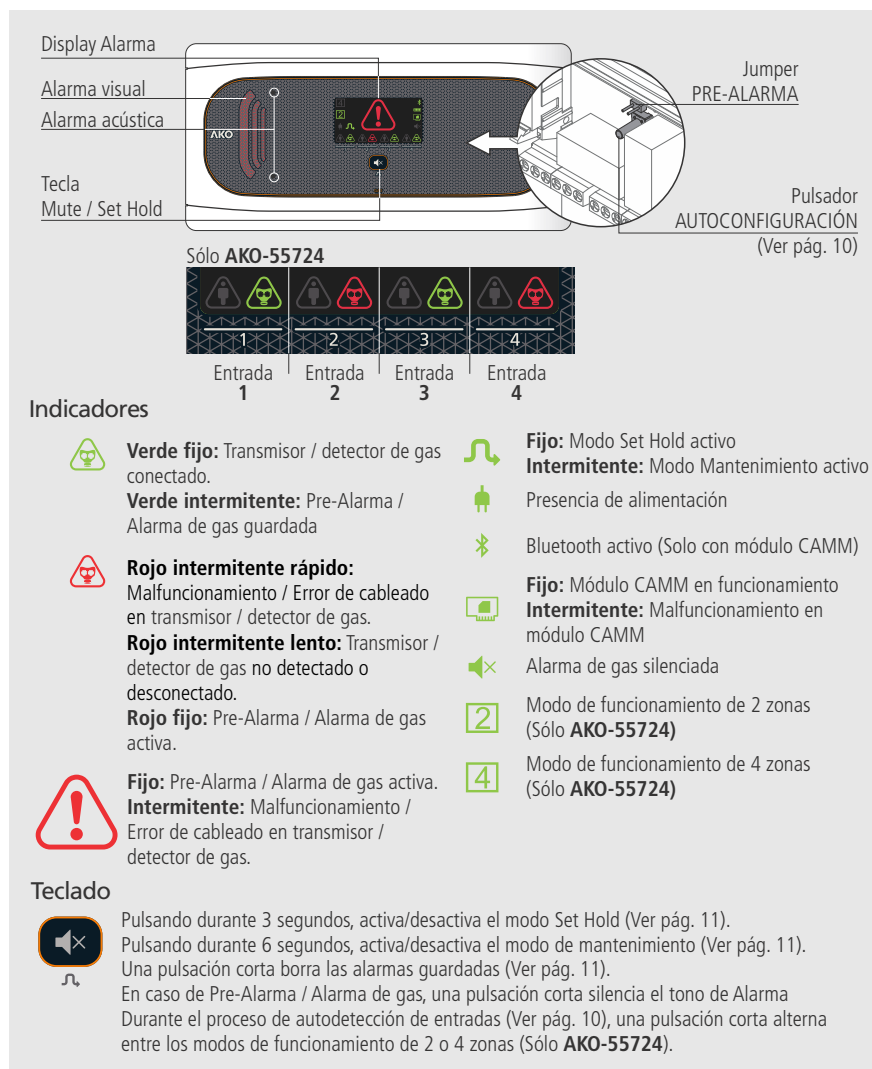 Display Alarma
Alarma visual
Alarma acústica
Tecla
Mute / Set Hold
Jumper
PRE-ALARMA
Pulsador
AUTOCONFIGURACIÓN
(Ver pág. 10)
AKO
2
Sólo AKO-55724
1 2 3 4
Entrada Entrada Entrada Entrada
1 2 3 4
Indicadores
Verde fijo: Transmisor / detector de gas
conectado.
Verde intermitente: Pre-Alarma /
Alarma de gas guardada
Rojo intermitente rápido:
Malfuncionamiento / Error de cableado
en transmisor / detector de gas.
Rojo intermitente lento: Transmisor /
detector de gas no detectado o
desconectado.
Rojo fijo: Pre-Alarma / Alarma de gas
activa.
Fijo: Pre-Alarma / Alarma de gas activa.
Intermitente: Malfuncionamiento /
Error de cableado en transmisor /
detector de gas.
Fijo: Modo Set Hold activo
Intermitente: Modo Mantenimiento activo
Presencia de alimentación
Bluetooth activo (Solo con módulo CAMM)
Fijo: Módulo CAMM en funcionamiento
Intermitente: Malfuncionamiento en
módulo CAMM
Alarma de gas silenciada
2 Modo de funcionamiento de 2 zonas
(Sólo AKO-55724)
4 Modo de funcionamiento de 4 zonas
(Sólo AKO-55724)
Teclado
Pulsando durante 3 segundos, activa/desactiva el modo Set Hold (Ver pág. 11).
Pulsando durante 6 segundos, activa/desactiva el modo de mantenimiento (Ver pág. 11).
Una pulsación corta borra las alarmas guardadas (Ver pág. 11).
En caso de Pre-Alarma / Alarma de gas, una pulsación corta silencia el tono de Alarma
Durante el proceso de autodetección de entradas (Ver pág. 10), una pulsación corta alterna
entre los modos de funcionamiento de 2 o 4 zonas (Sólo AKO-55724).